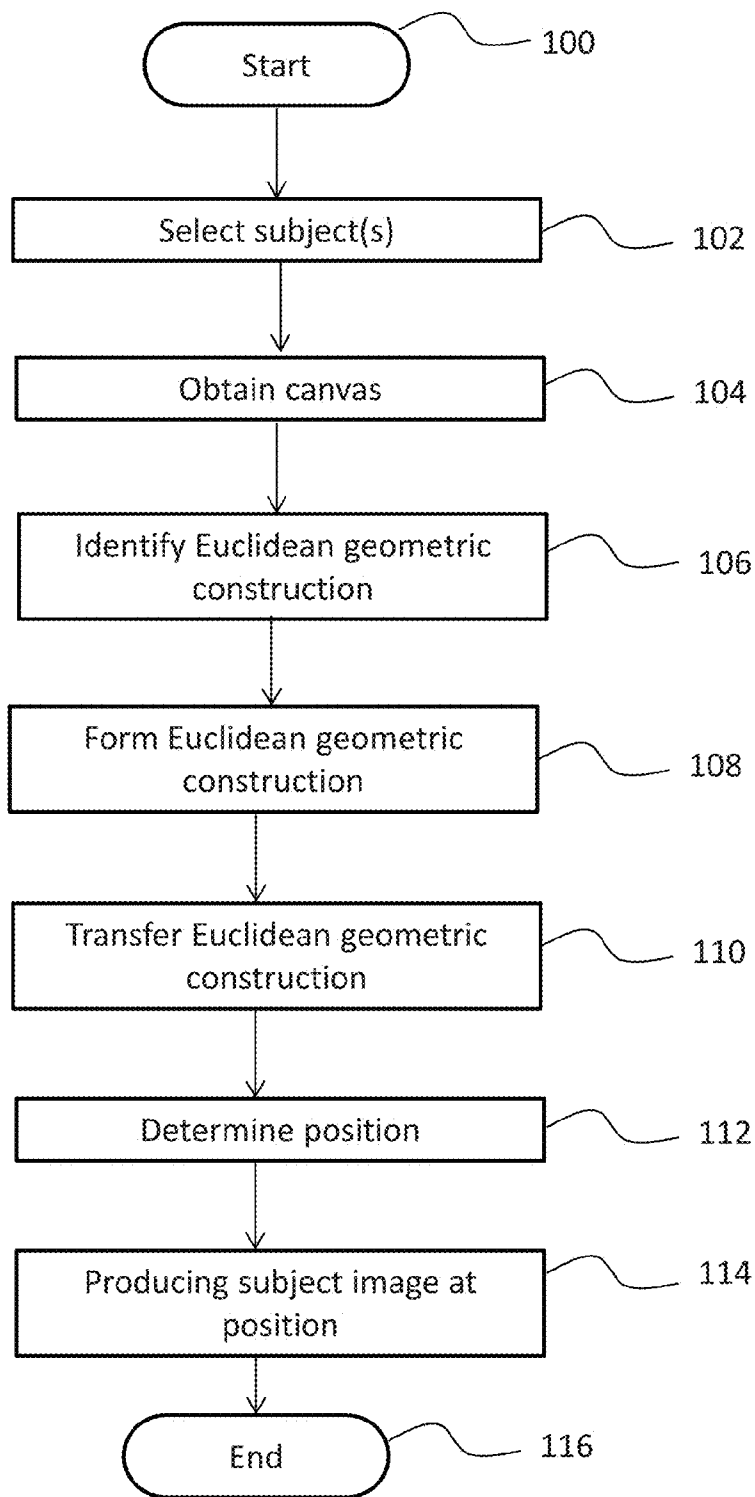 Start
100
Select subject(s)
102
Obtain canvas
104
Identify Euclidean geometric
construction
106
Form Euclidean geometric
construction
108
Transfer Euclidean geometric
construction
110
Determine position
112
Producing subject image at
position
114
End
116